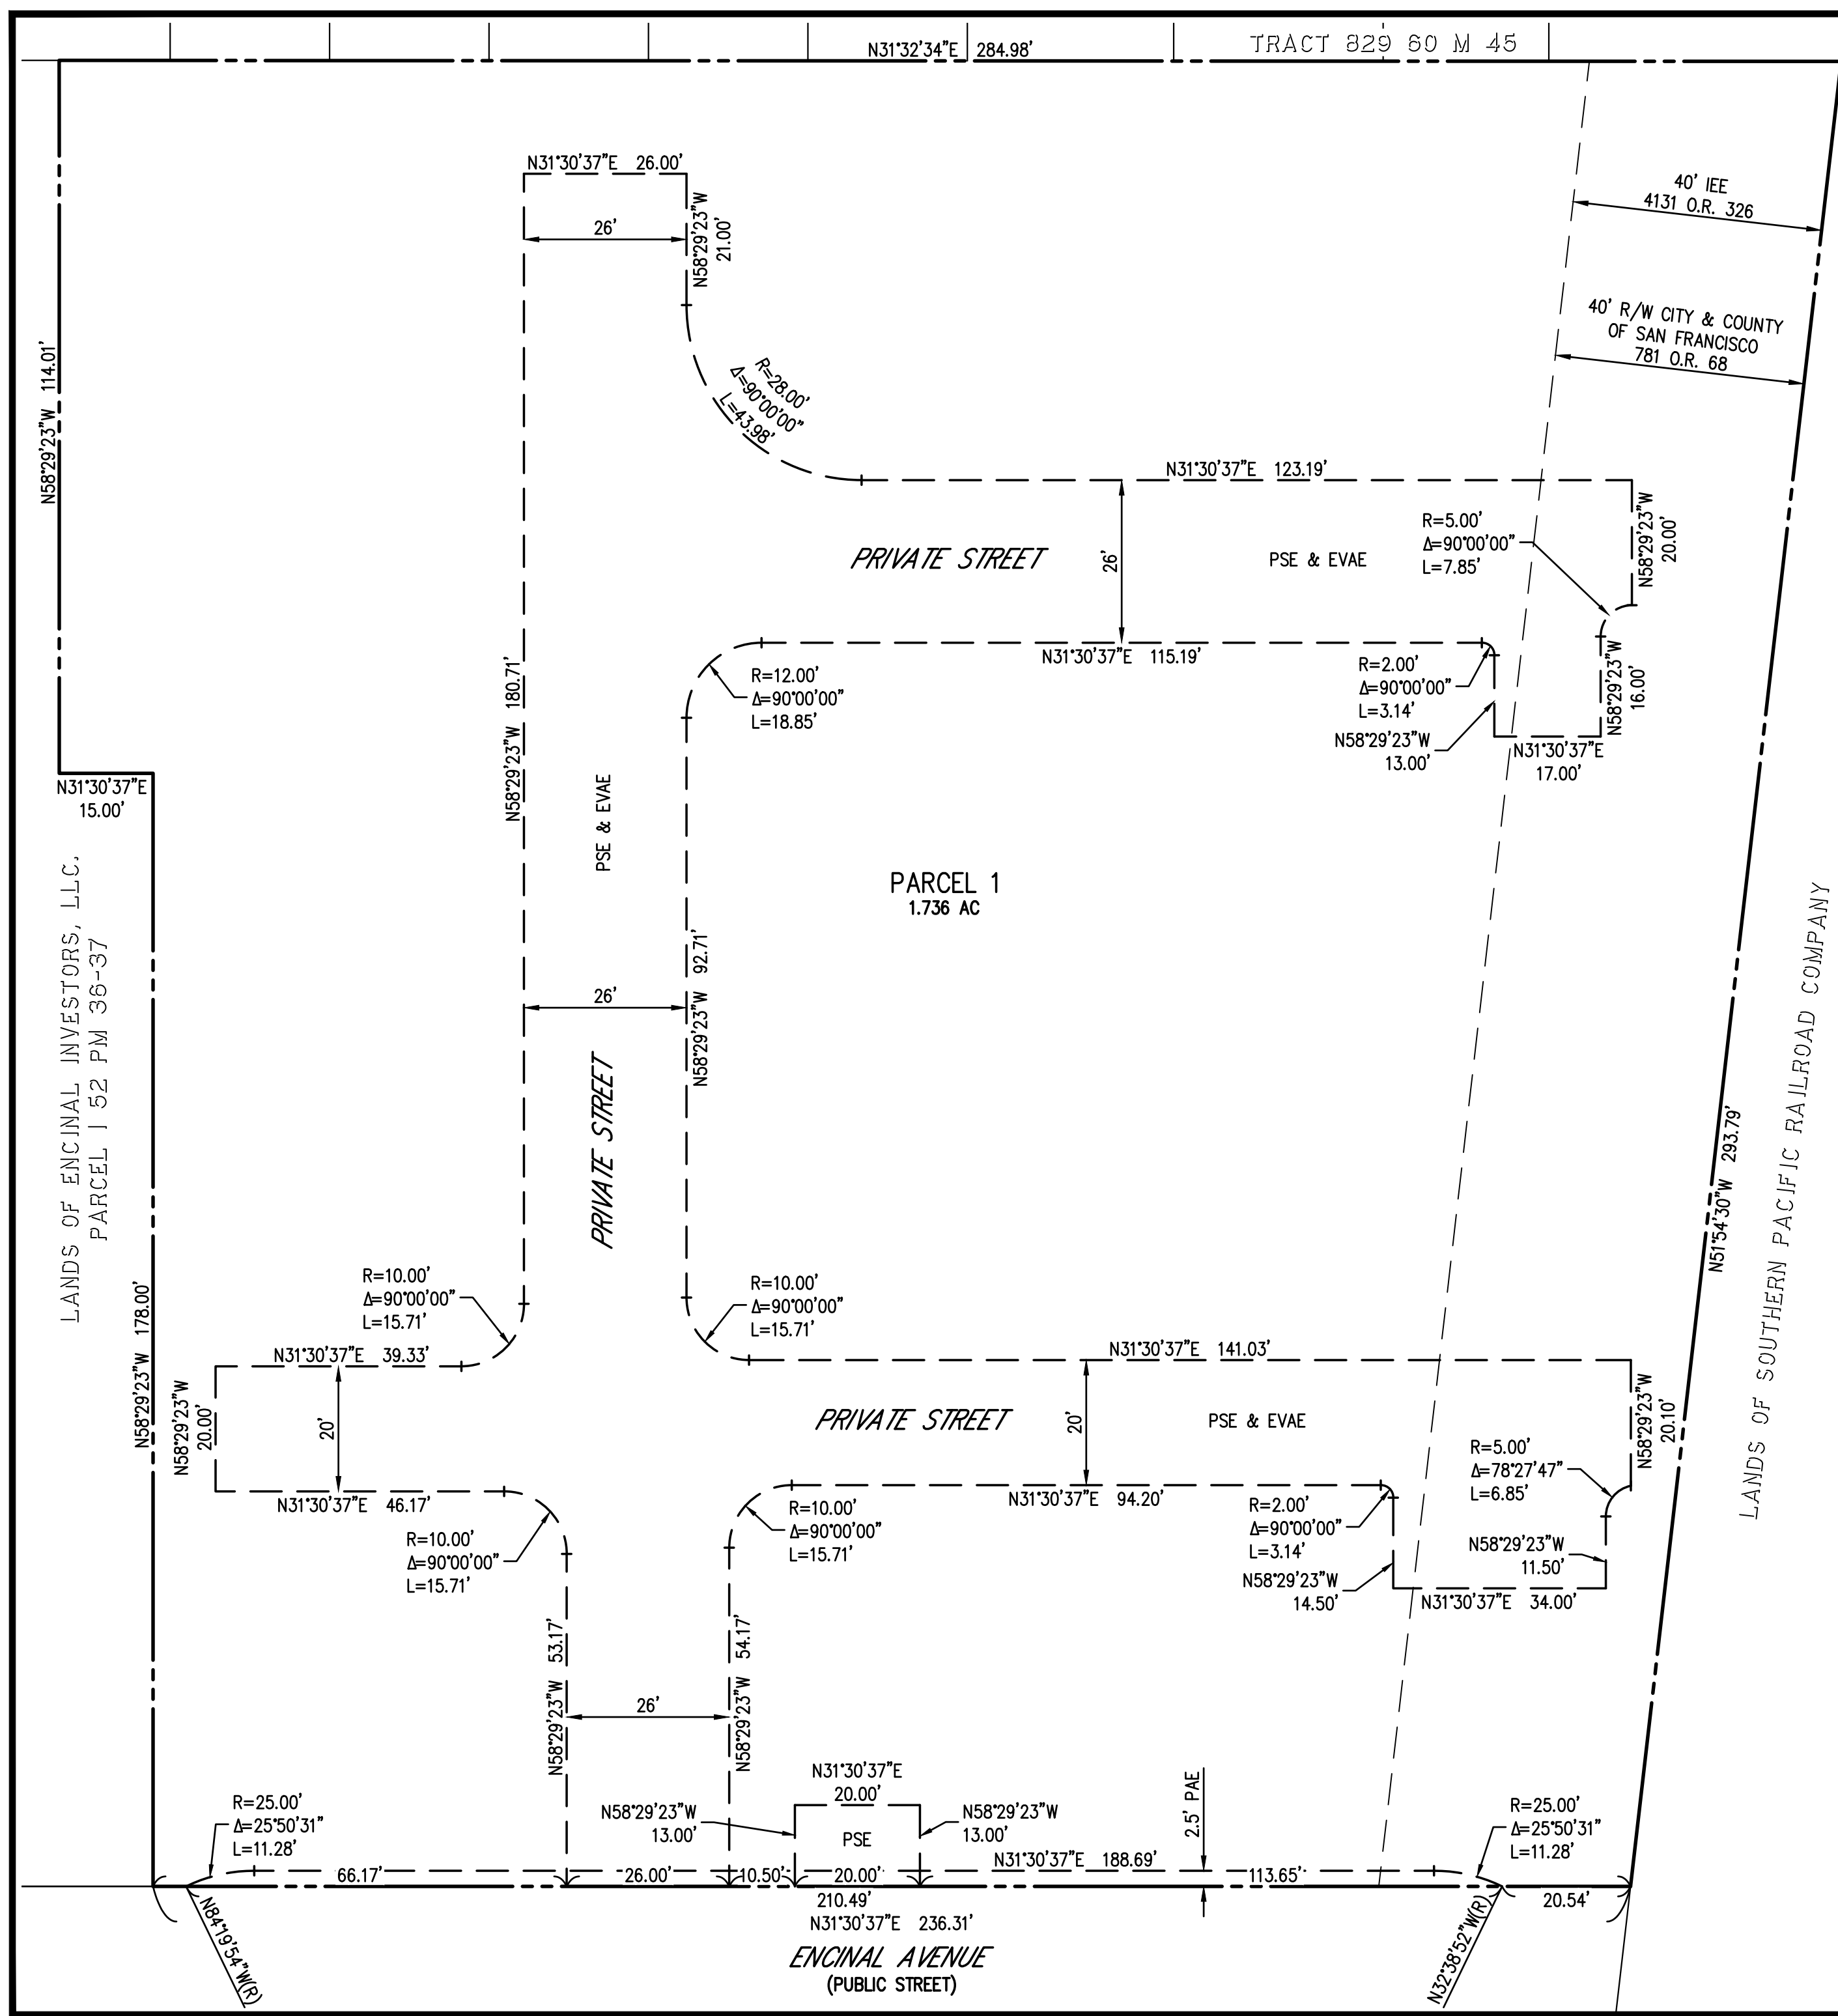 TRACT 829 60 M 45
N31°32'34"E 284.98'
N31°30'37"E 26.00'
26'
N58°29'23"W
21.00'
40' IEE
4131 O.R. 326
40' R/W CITY & COUNTY
OF SAN FRANCISCO
781 O.R. 68
N58°29'23"W 114.01'
R=28.00'
Δ=90°00'00"
L=43.98'
N31°30'37"E 123.19'
N58°29'23"W
20.00'
R=5.00'
Δ=90°00'00"
L=7.85'
PRIVATE STREET
26'
PSE & EVAE
N31°30'37"E 115.19'
R=12.00'
Δ=90°00'00"
L=18.85'
R=2.00'
Δ=90°00'00"
L=3.14'
N58°29'23"W
16.00'
N58°29'23"W
13.00'
N31°30'37"E
17.00'
N58°29'23"W 180.71'
N31°30'37"E
15.00'
PSE & EVAE
PARCEL 1
1.736 AC
LANDS OF ENCINAL INVESTORS, LLC.
PARCEL 1 52 PM 36-37
N58°29'23"W 92.71'
26'
PRIVATE STREET
N51°54'30"W 293.79'
LANDS OF SOUTHERN PACIFIC RAILROAD COMPANY
N58°29'23"W 178.00'
R=10.00'
Δ=90°00'00"
L=15.71'
R=10.00'
Δ=90°00'00"
L=15.71'
N31°30'37"E 39.33'
N31°30'37"E 141.03'
N58°29'23"W
20.00'
20'
PRIVATE STREET
20'
PSE & EVAE
N58°29'23"W
20.10'
R=5.00'
Δ=78°27'47"
L=6.85'
N31°30'37"E 46.17'
N31°30'37"E 94.20'
R=10.00'
Δ=90°00'00"
L=15.71'
R=10.00'
Δ=90°00'00"
L=15.71'
R=2.00'
Δ=90°00'00"
L=3.14'
N58°29'23"W
11.50'
N58°29'23"W
14.50'
N31°30'37"E 34.00'
N58°29'23"W 53.17'
N58°29'23"W 54.17'
26'
N31°30'37"E
20.00'
N58°29'23"W
13.00'
PSE
N58°29'23"W
13.00'
2.5' PAE
R=25.00'
Δ=25°50'31"
L=11.28'
R=25.00'
Δ=25°50'31"
L=11.28'
N31°30'37"E 188.69'
66.17'
26.00'
10.50'
20.00'
113.65'
210.49'
20.54'
N31°30'37"E 236.31'
N84°19'54"W(R)
N32°38'52"W(R)
ENCINAL AVENUE
(PUBLIC STREET)